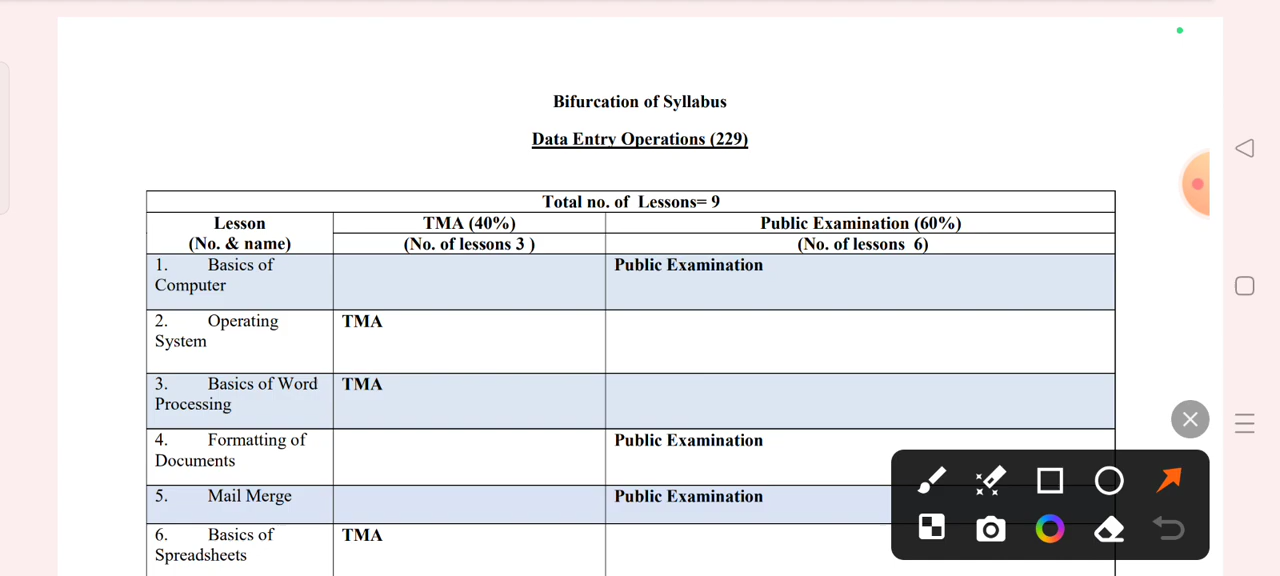 Bifurcation of Syllabus
Data Entry Operations (229)
Total no. of Lessons= 9
Lesson
(No. & name)
TMA (40%)
Public Examination (60%)
(No. of lessons 3 )
(No. of lessons 6)
1. Basics of
Computer
Public Examination
2. Operating
System
TMA
3. Basics of Word
Processing
TMA
4. Formatting of
Documents
Public Examination
5. Mail Merge
Public Examination
6. Basics of
Spreadsheets
TMA